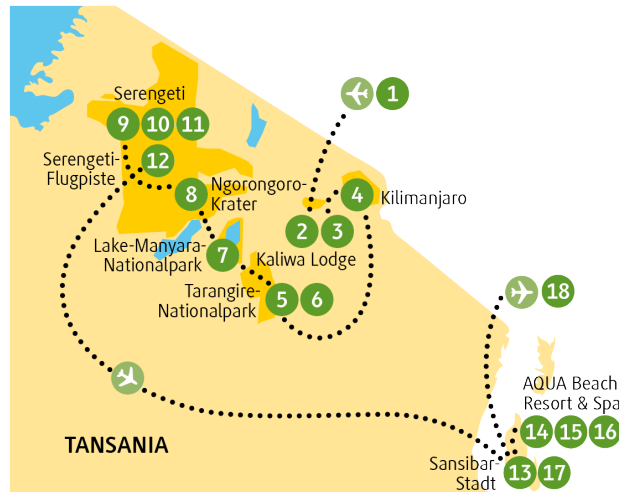 1
Serengeti
9 10 11
Serengeti-
Flugpiste
12
8
Ngorongoro-
Krater
4
Kilimanjaro
2 3
Kaliwa Lodge
Lake-Manyara-
Nationalpark
7
Tarangire-
Nationalpark
5 6
18
AQUA Beach
Resort & Spa
14 15 16
TANSANIA
Sansibar-
Stadt
13 17